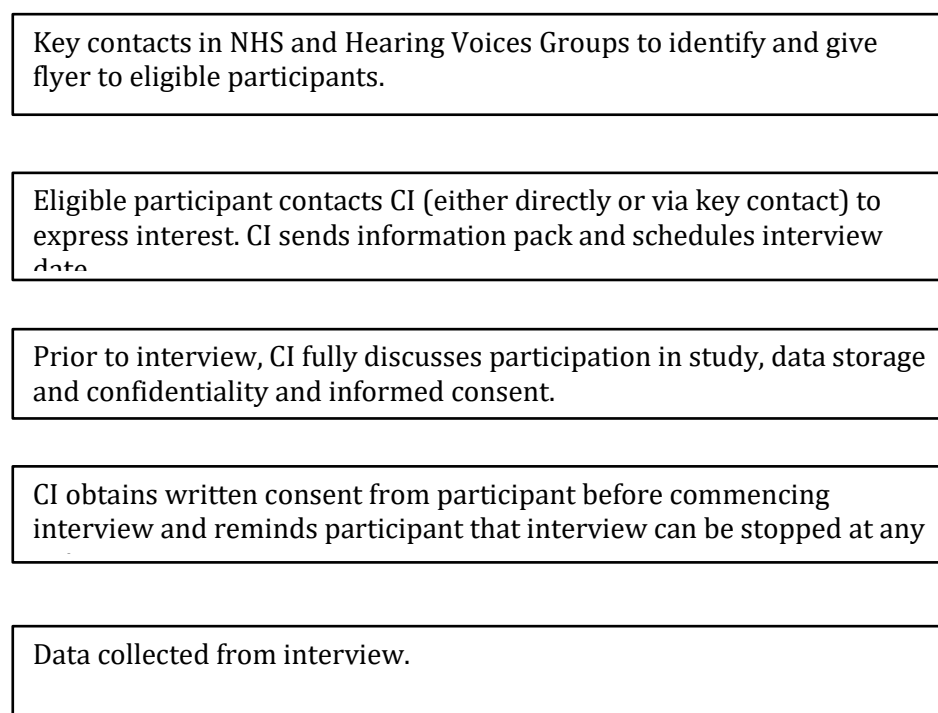 Key contacts in NHS and Hearing Voices Groups to identify and give
flyer to eligible participants.
Eligible participant contacts CI (either directly or via key contact) to
express interest. CI sends information pack and schedules interview
date
Prior to interview, CI fully discusses participation in study, data storage
and confidentiality and informed consent.
CI obtains written consent from participant before commencing
interview and reminds participant that interview can be stopped at any
Data collected from interview.